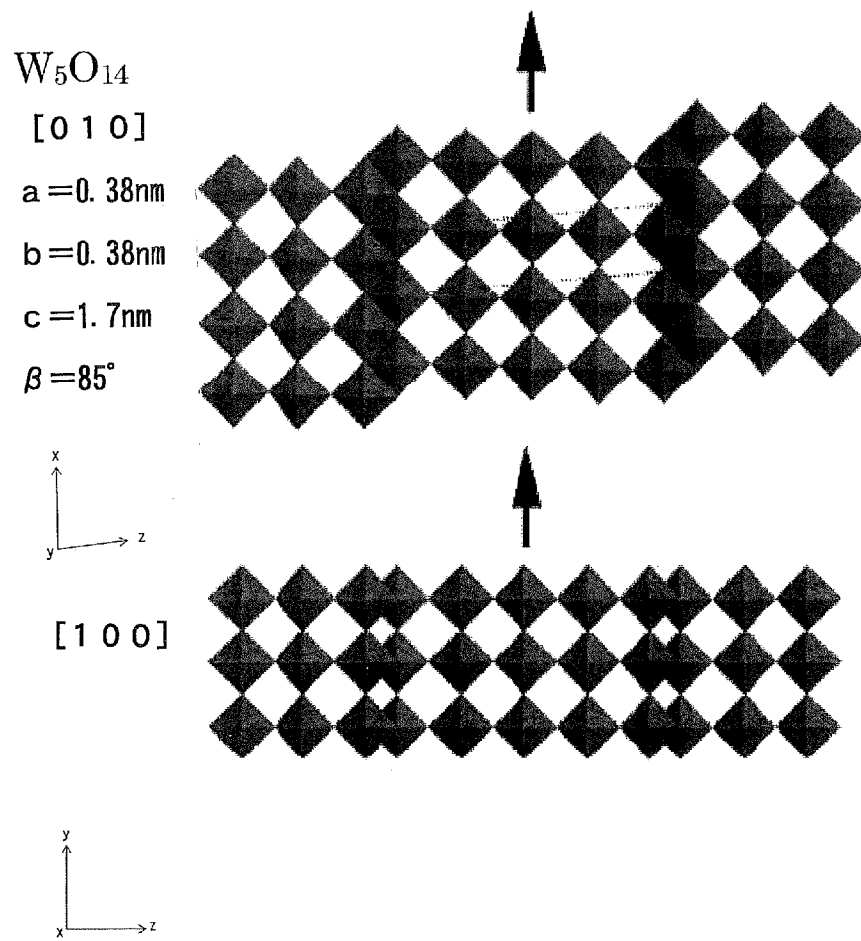 W₅O₁₄
[0 1 0]
a=0.38nm
b=0.38nm
c=1.7nm
β=85°
x
y
z
[1 0 0]
y
x
z